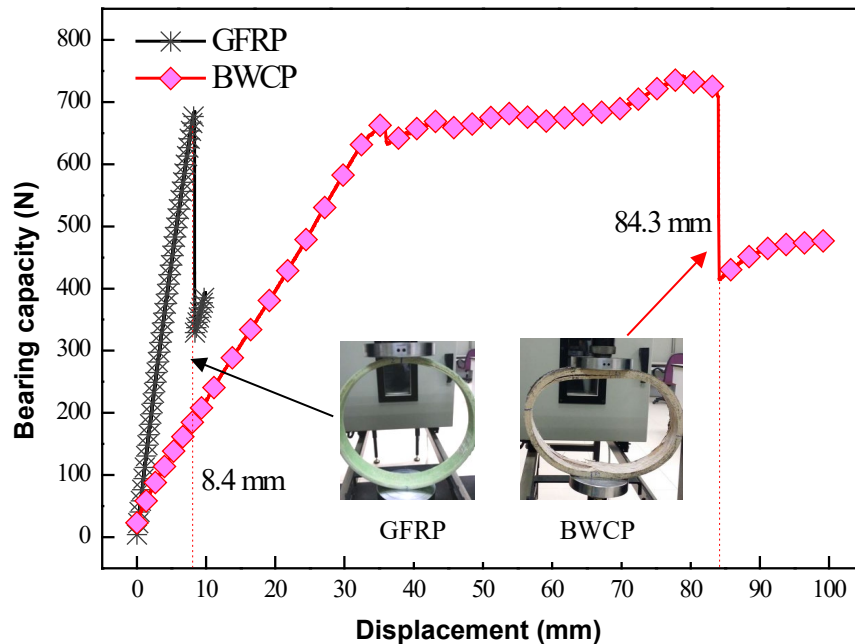 GFRP
BWCP
800
700
600
500
400
300
200
100
0
Bearing capacity (N)
84.3 mm
8.4 mm
GFRP
BWCP
0 10 20 30 40 50 60 70 80 90 100
Displacement (mm)